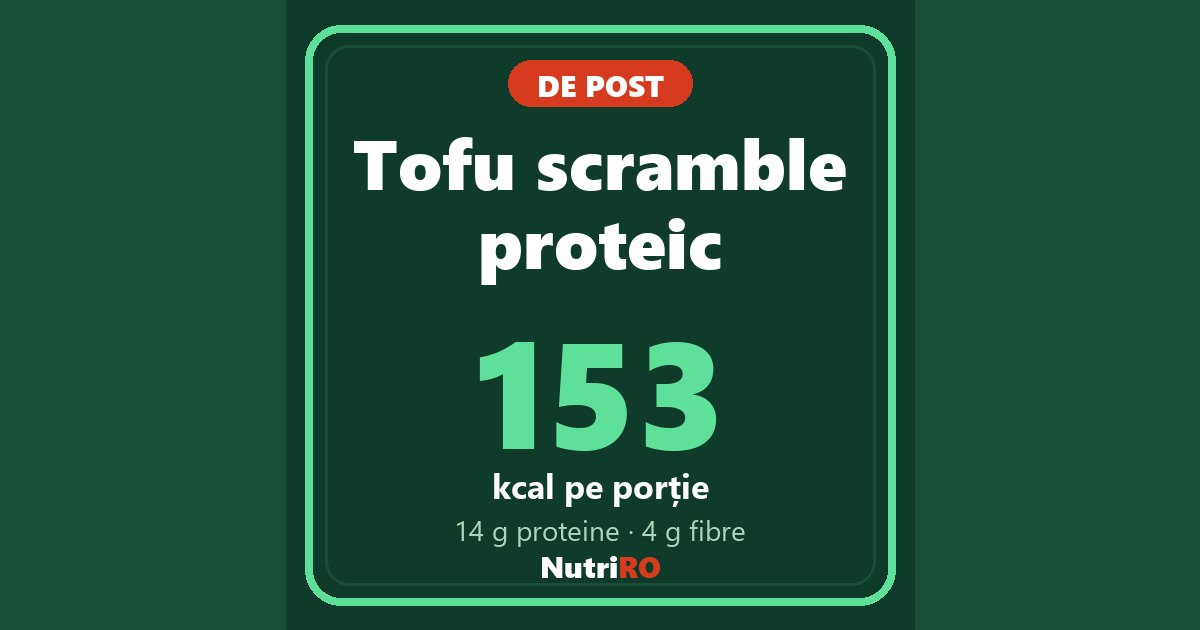 DE POST
Tofu scramble
proteic
153
kcal pe porție
14 g proteine · 4 g fibre
NutriRO